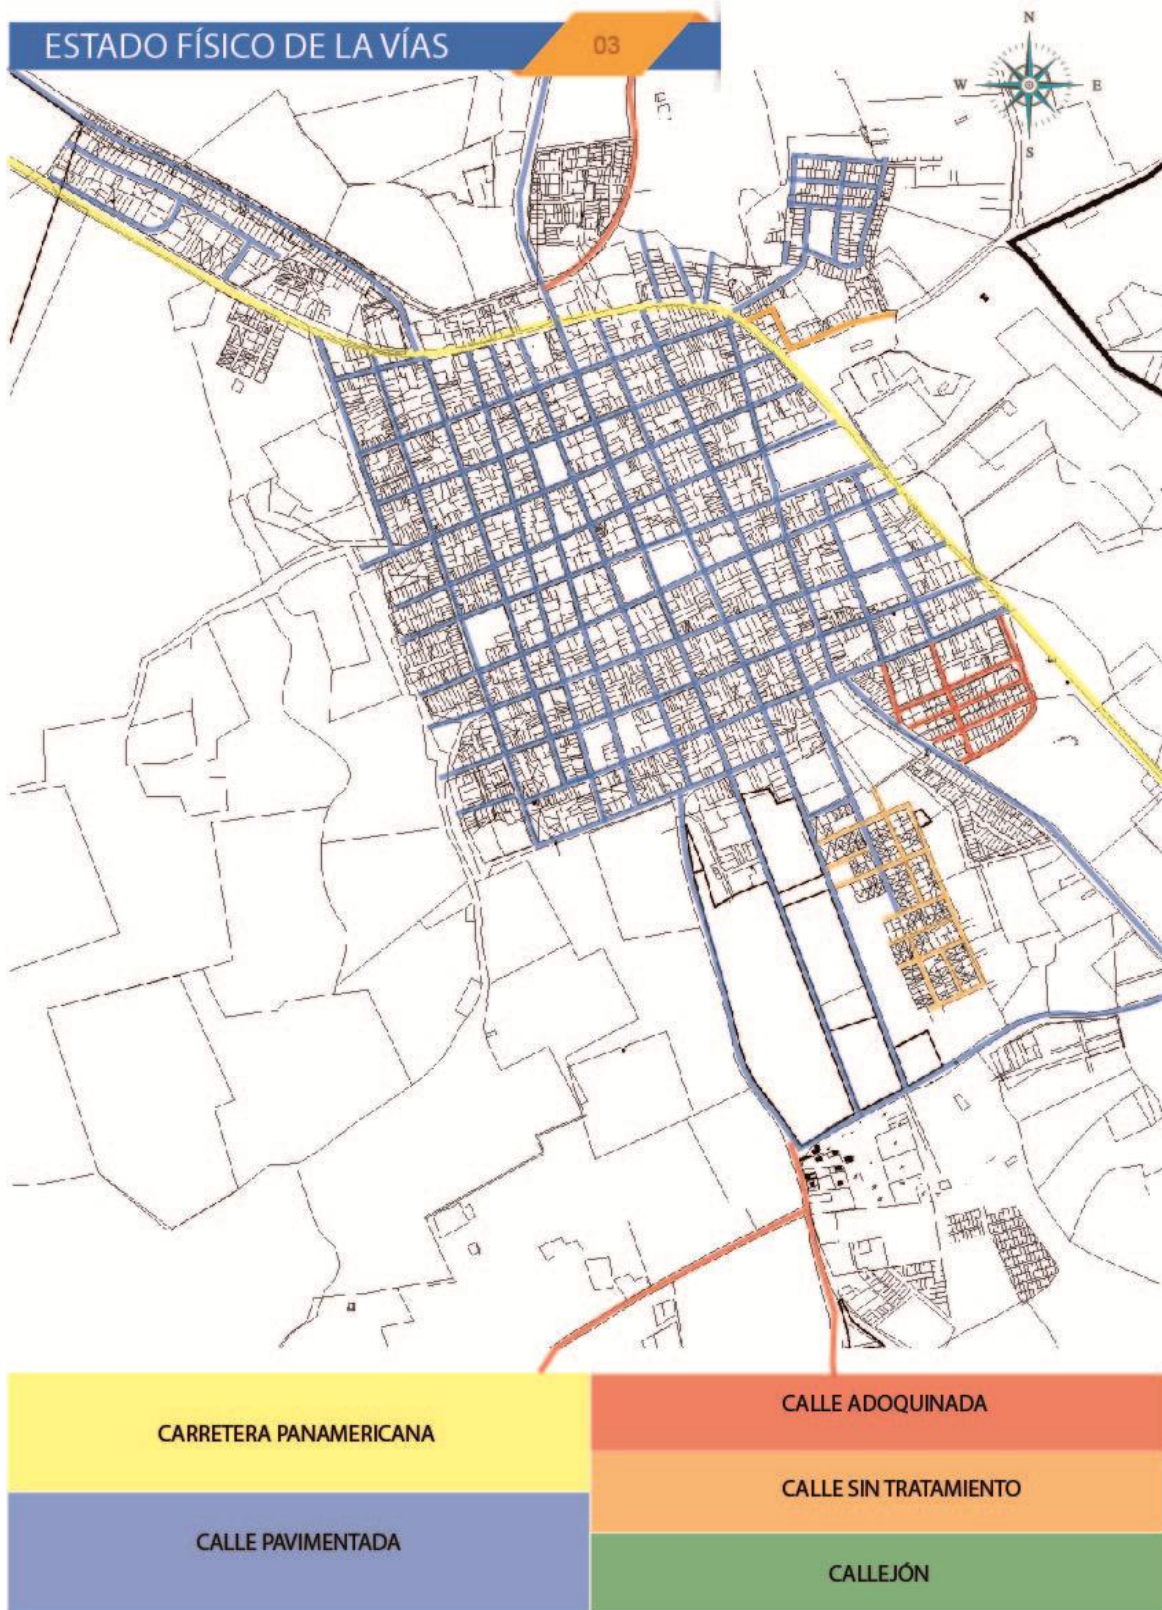 ESTADO FÍSICO DE LA VÍAS
03
N
W
E
S
CARRETERA PANAMERICANA
CALLE PAVIMENTADA
CALLE ADOQUINADA
CALLE SIN TRATAMIENTO
CALLEJÓN